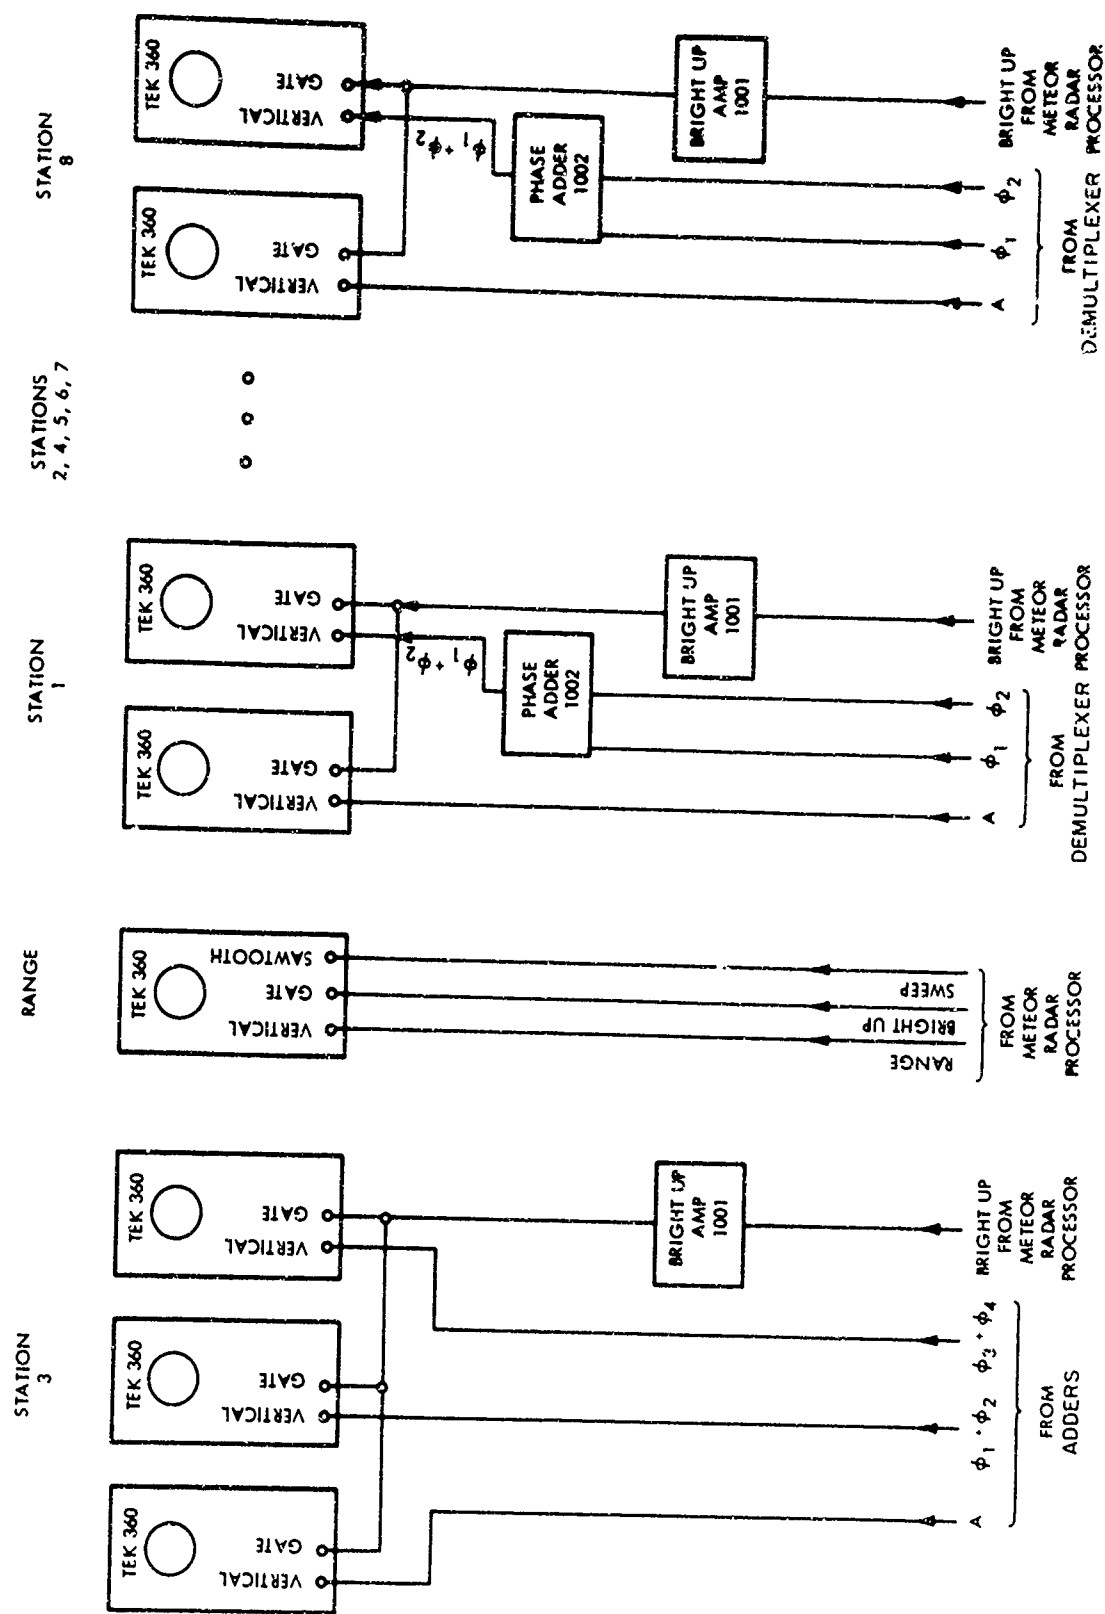 STATION
3
TEK 360
VERTICAL
GATE
TEK 360
VERTICAL
GATE
TEK 360
VERTICAL
GATE
BRIGHT UP
AMP
1001
A
ϕ1 + ϕ2
ϕ3 + ϕ4
FROM
ADDERS
BRIGHT UP
FROM
METEOR
RADAR
PROCESSOR
RANGE
TEK 360
VERTICAL
GATE
SAWTOOTH
RANGE
BRIGHT UP
SWEEP
FROM
METEOR
RADAR
PROCESSOR
STATION
1
TEK 360
VERTICAL
GATE
TEK 360
VERTICAL
GATE
ϕ1 + ϕ2
PHASE
ADDER
1002
BRIGHT UP
AMP
1001
A
ϕ1
ϕ2
FROM
DEMULTIPLEXER
BRIGHT UP
FROM
METEOR
RADAR
PROCESSOR
STATIONS
2, 4, 5, 6, 7
STATION
8
TEK 360
VERTICAL
GATE
TEK 360
VERTICAL
GATE
ϕ1 + ϕ2
PHASE
ADDER
1002
BRIGHT UP
AMP
1001
A
ϕ1
ϕ2
FROM
DEMULTIPLEXER
BRIGHT UP
FROM
METEOR
RADAR
PROCESSOR